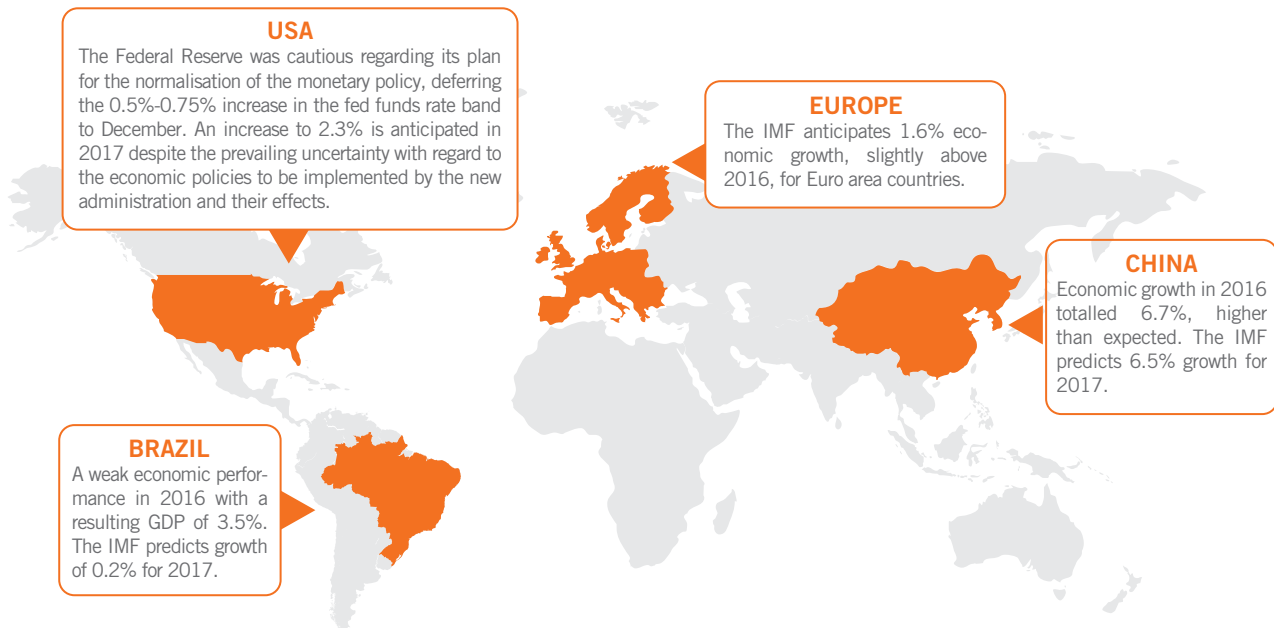 USA
The Federal Reserve was cautious regarding its plan
for the normalisation of the monetary policy, deferring
the 0.5%-0.75% increase in the fed funds rate band
to December. An increase to 2.3% is anticipated in
2017 despite the prevailing uncertainty with regard to
the economic policies to be implemented by the new
administration and their effects.
EUROPE
The IMF anticipates 1.6% eco-
nomic growth, slightly above
2016, for Euro area countries.
CHINA
Economic growth in 2016
totalled 6.7%, higher
than expected. The IMF
predicts 6.5% growth for
2017.
BRAZIL
A weak economic perfor-
mance in 2016 with a
resulting GDP of 3.5%.
The IMF predicts growth
of 0.2% for 2017.